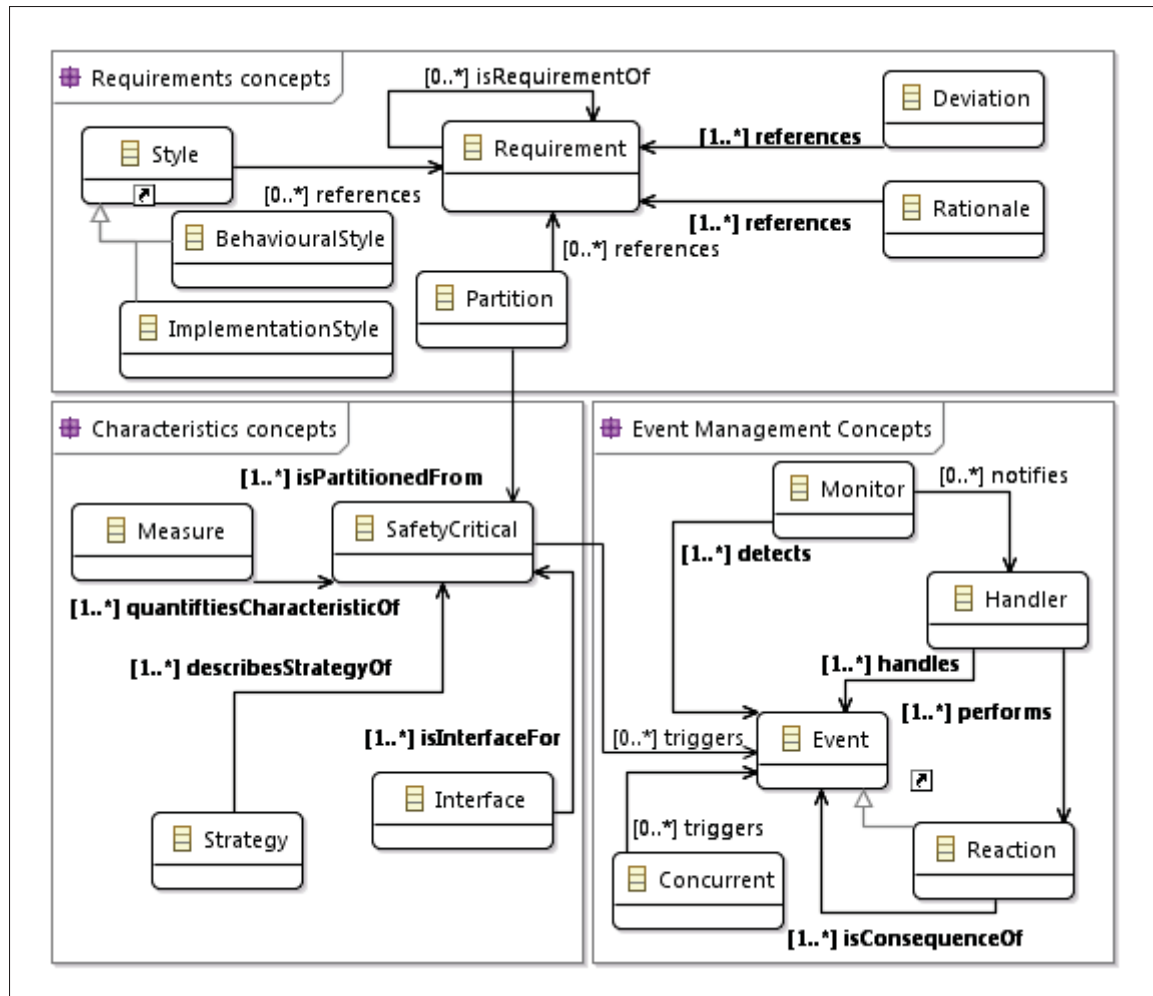 Requirements concepts
[0..*] isRequirementOf
Deviation
Style
Requirement
[1..*] references
[0..*] references
Rationale
BehaviouralStyle
[1..*] references
[0..*] references
Partition
ImplementationStyle
Characteristics concepts
[1..*] isPartitionedFrom
Measure
SafetyCritical
[1..*] quantiftiesCharacteristicOf
[1..*] describesStrategyOf
[1..*] isInterfaceFor
Interface
Strategy
Event Management Concepts
Monitor
[0..*] notifies
[1..*] detects
Handler
[1..*] handles
[1..*] performs
[0..*] triggers
Event
[0..*] triggers
Concurrent
Reaction
[1..*] isConsequenceOf